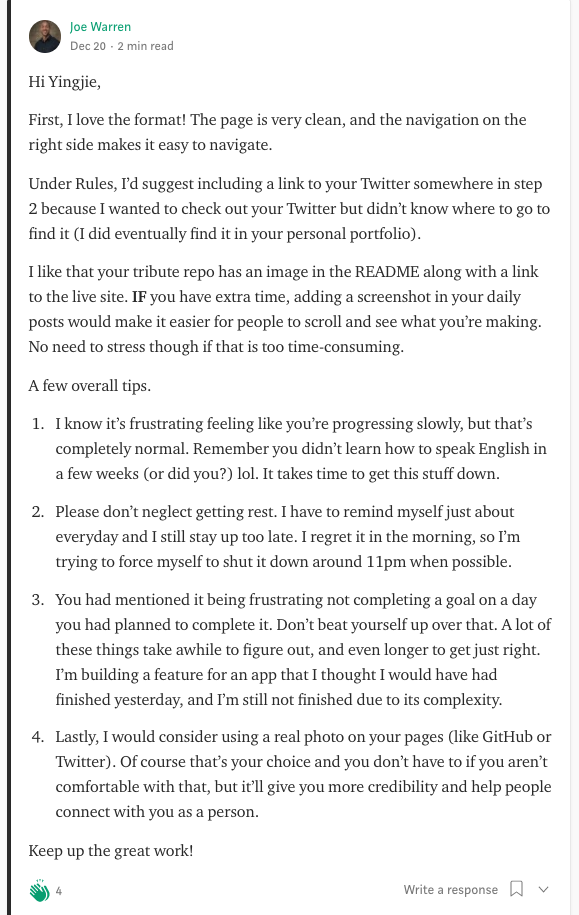 Joe Warren
Dec 20 · 2 min read
Hi Yingjie,
First, I love the format! The page is very clean, and the navigation on the
right side makes it easy to navigate.
Under Rules, I’d suggest including a link to your Twitter somewhere in step
2 because I wanted to check out your Twitter but didn’t know where to go to
find it (I did eventually find it in your personal portfolio).
I like that your tribute repo has an image in the README along with a link
to the live site. IF you have extra time, adding a screenshot in your daily
posts would make it easier for people to scroll and see what you’re making.
No need to stress though if that is too time-consuming.
A few overall tips.
1. I know it’s frustrating feeling like you’re progressing slowly, but that’s
completely normal. Remember you didn’t learn how to speak English in
a few weeks (or did you?) lol. It takes time to get this stuff down.
2. Please don’t neglect getting rest. I have to remind myself just about
everyday and I still stay up too late. I regret it in the morning, so I’m
trying to force myself to shut it down around 11pm when possible.
3. You had mentioned it being frustrating not completing a goal on a day
you had planned to complete it. Don’t beat yourself up over that. A lot of
these things take awhile to figure out, and even longer to get just right.
I’m building a feature for an app that I thought I would have had
finished yesterday, and I’m still not finished due to its complexity.
4. Lastly, I would consider using a real photo on your pages (like GitHub or
Twitter). Of course that’s your choice and you don’t have to if you aren’t
comfortable with that, but it’ll give you more credibility and help people
connect with you as a person.
Keep up the great work!
4 Write a response